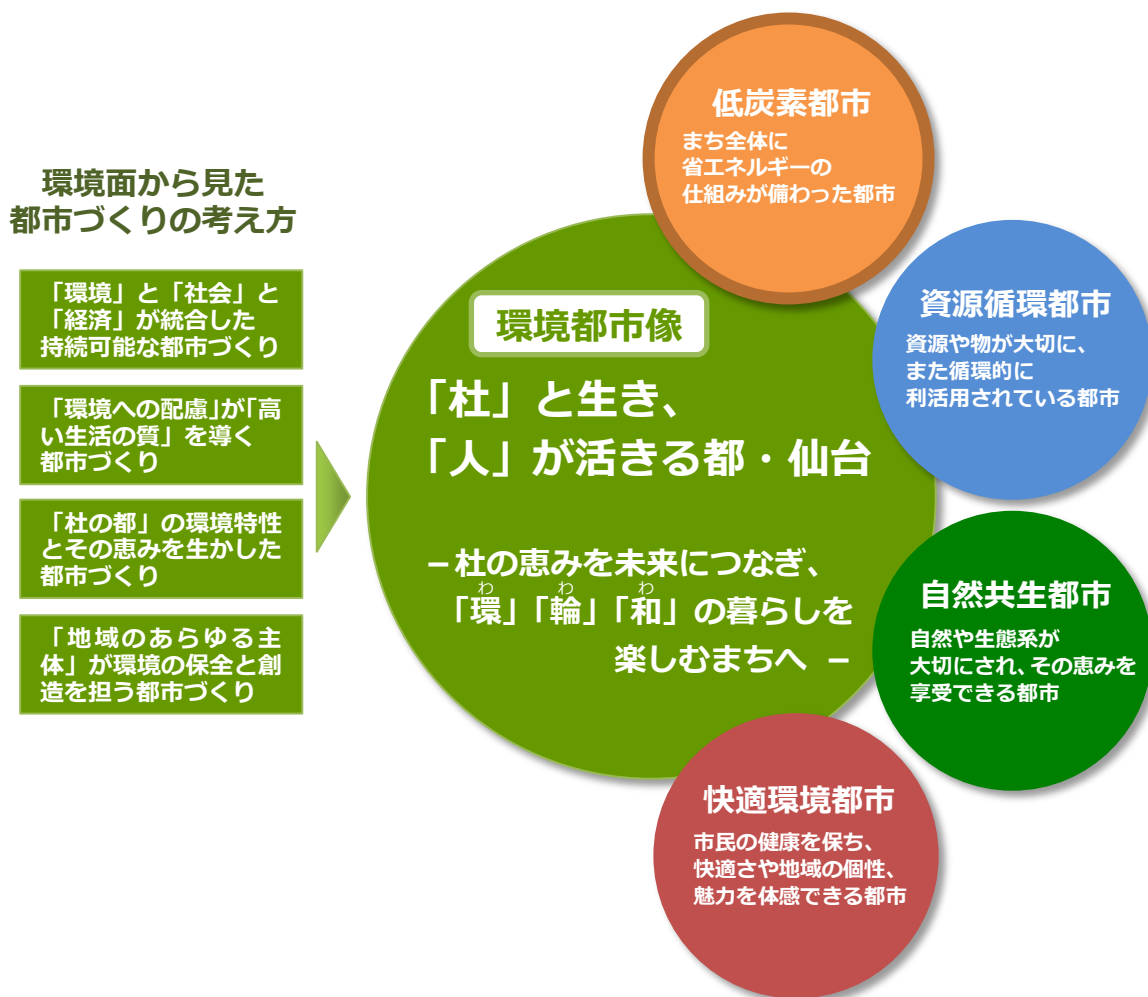 環境面から見た
都市づくりの考え方
「環境」と「社会」と
「経済」が統合した
持続可能な都市づくり
「環境への配慮」が「高
い生活の質」を導く
都市づくり
「杜の都」の環境特性
とその恵みを生かした
都市づくり
「地域のあらゆる主
体」が環境の保全と創
造を担う都市づくり
環境都市像
「杜」と生き、
「人」が活きる都・仙台
－杜の恵みを未来につなぎ、
わ わ わ
「環」「輪」「和」の暮らしを
楽しむまちへ －
低炭素都市
まち全体に
省エネルギーの
仕組みが備わった都市
資源循環都市
資源や物が大切に、
また循環的に
利活用されている都市
自然共生都市
自然や生態系が
大切にされ、その恵みを
享受できる都市
快適環境都市
市民の健康を保ち、
快適さや地域の個性、
魅力を体感できる都市